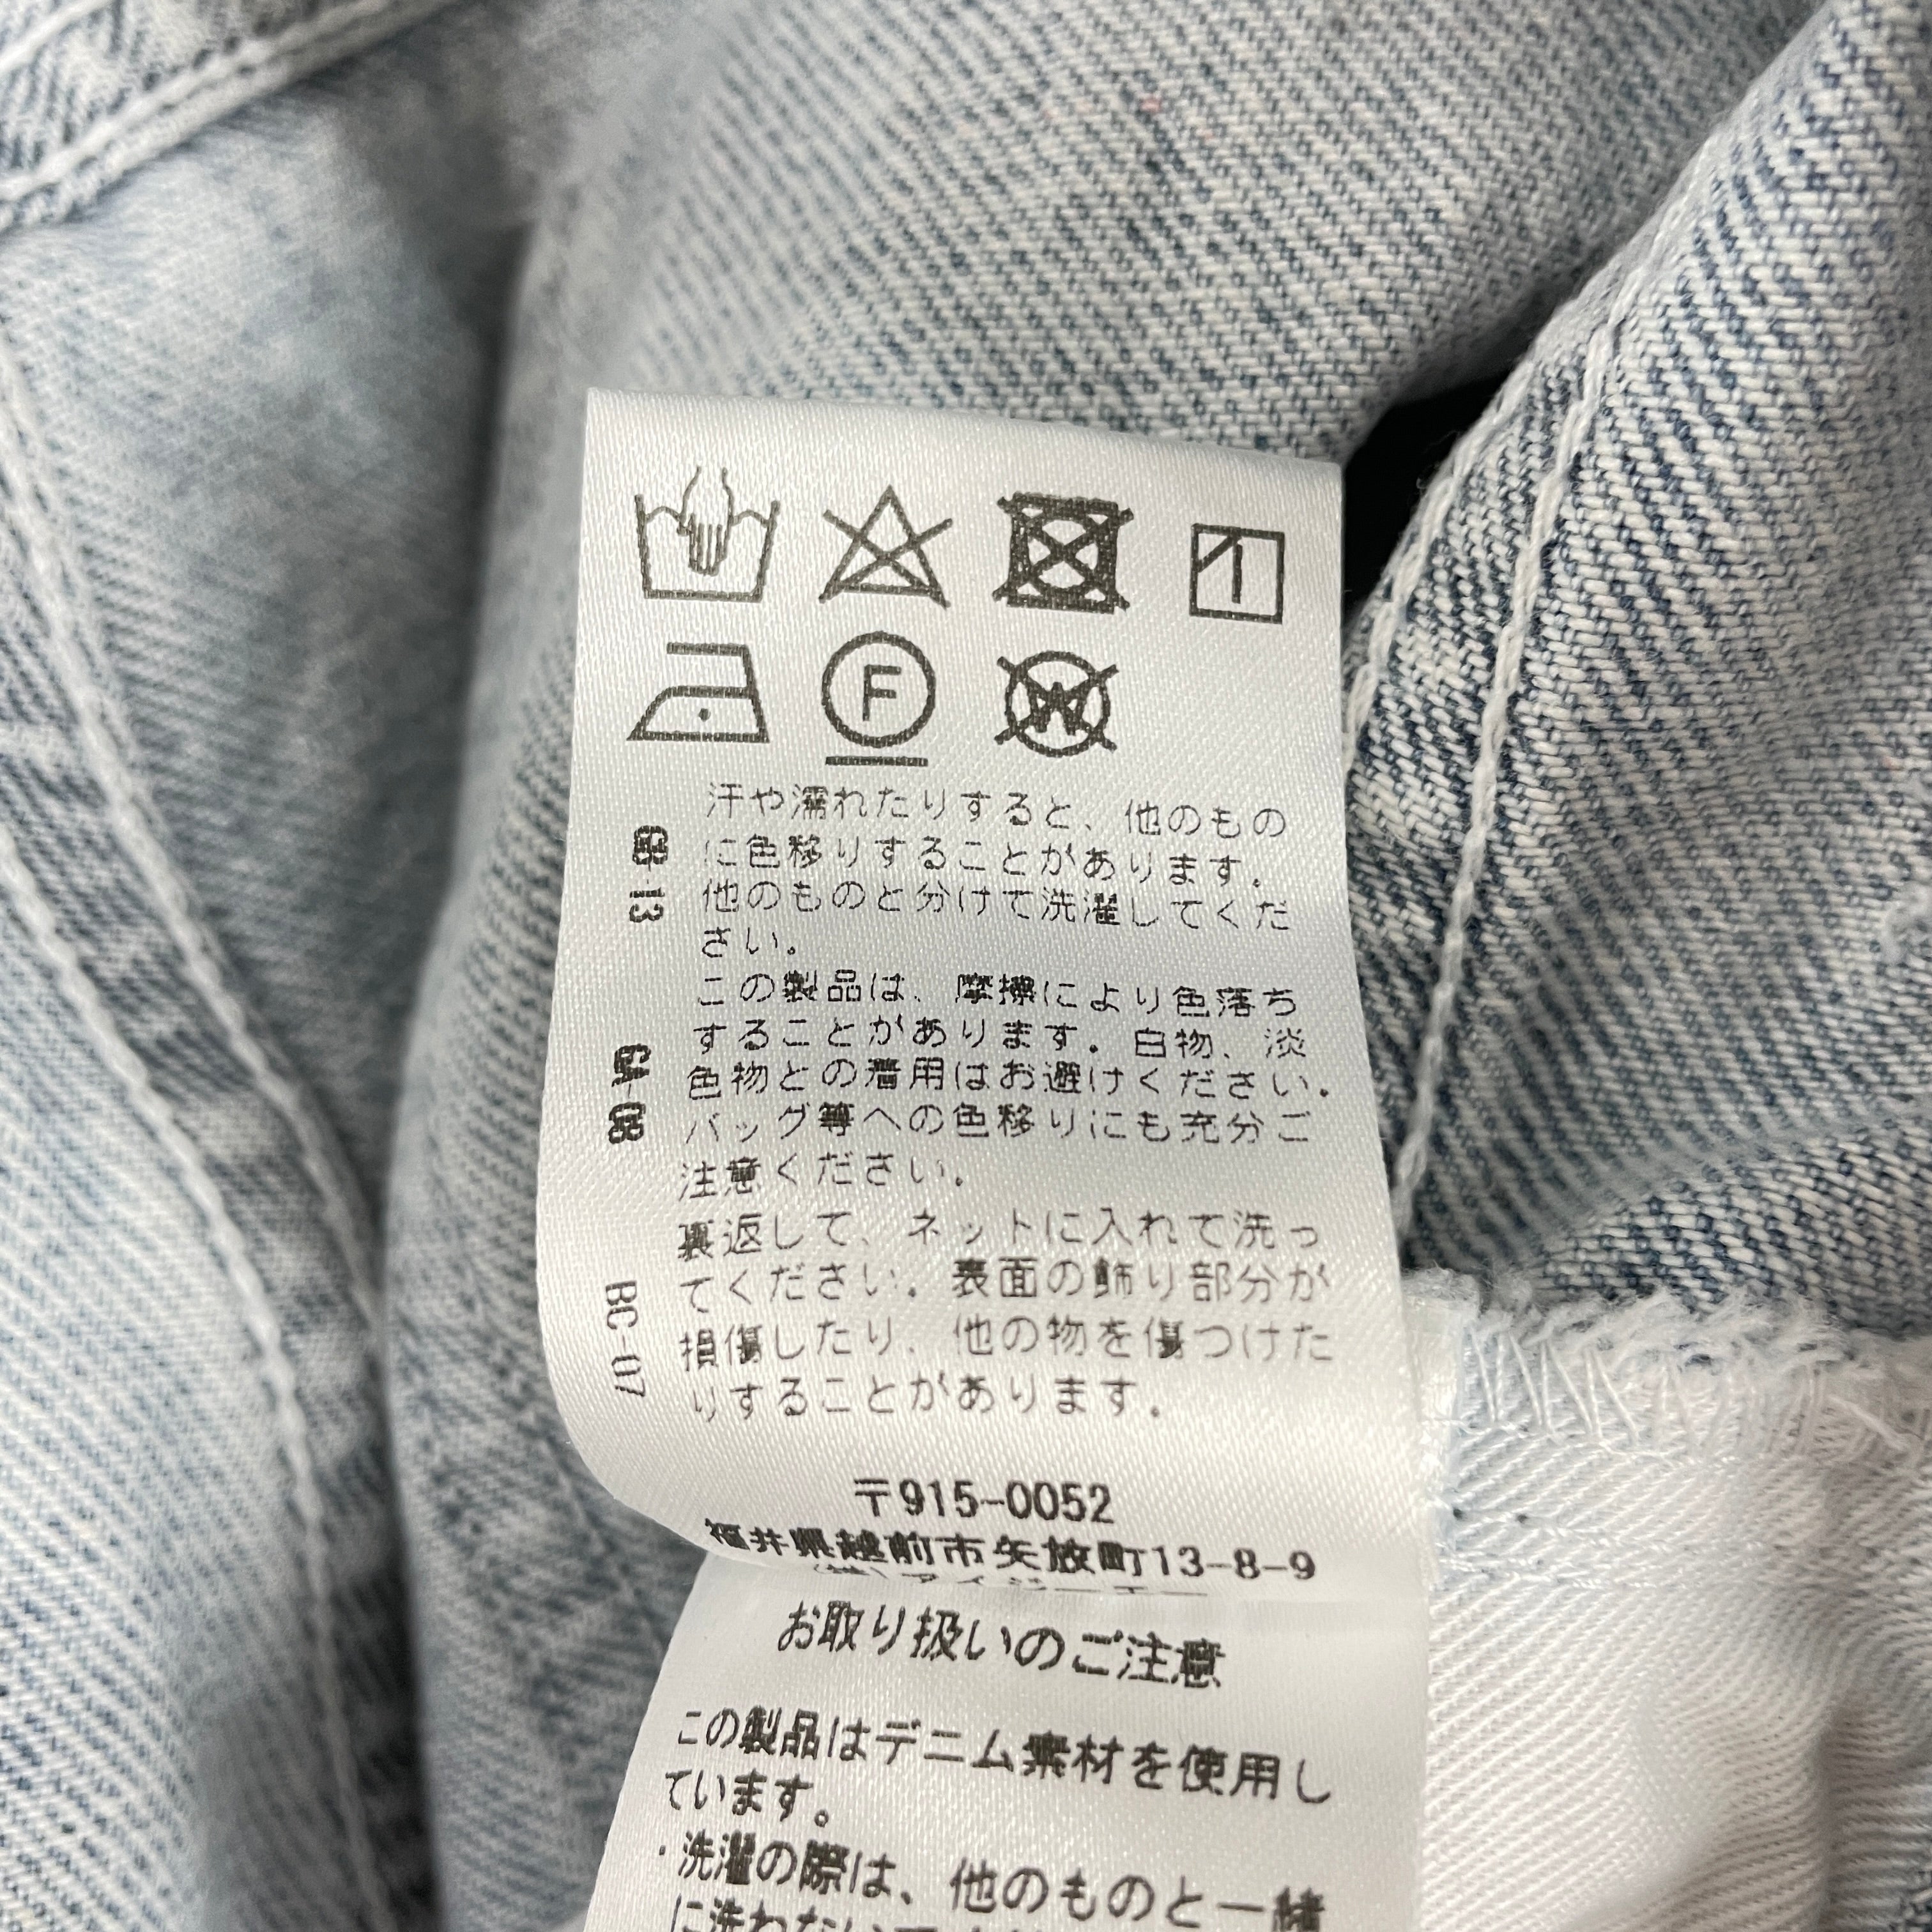 F
W
汗や濡れたりすると、他のもの
に色移りすることがあります。
他のものと分けて洗濯してくだ
さい。
GB-13
この製品は、摩擦により色落ち
することがあります。白物、淡
色物との着用はお避けください。
バッグ等への色移りにも充分ご
注意ください。
GA-08
裏返して、ネットに入れて洗っ
てください。表面の飾り部分が
損傷したり、他の物を傷つけた
りすることがあります。
BC-07
〒915-0052
福井県越前市矢放町13-8-9
お取り扱いのご注意
この製品はデニム素材を使用し
ています。
・洗濯の際は、他のものと一緒
に洗わない